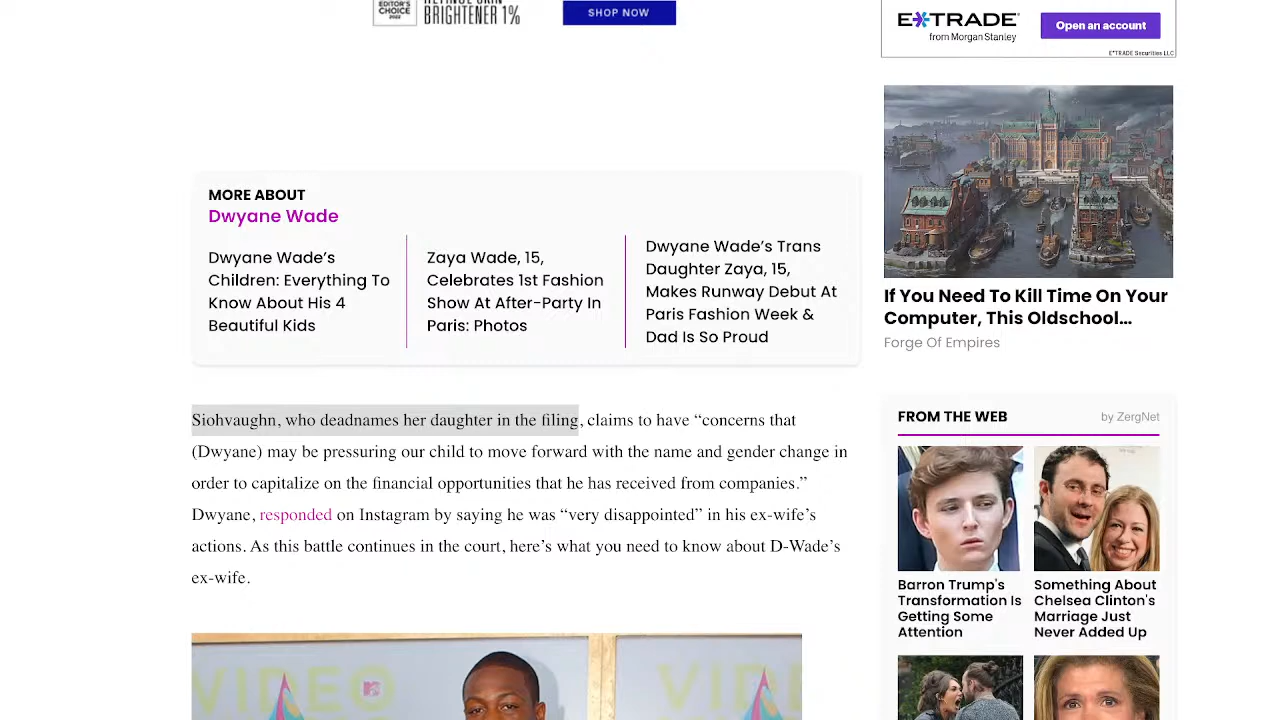 EDITOR'S
CHOICE
2022
BRIGHTENER 1%
SHOP NOW
E*TRADE
from Morgan Stanley
Open an account
E*TRADE Securities LLC
MORE ABOUT
Dwyane Wade
Dwyane Wade's
Children: Everything To
Know About His 4
Beautiful Kids
Zaya Wade, 15,
Celebrates 1st Fashion
Show At After-Party In
Paris: Photos
Dwyane Wade's Trans
Daughter Zaya, 15,
Makes Runway Debut At
Paris Fashion Week &
Dad Is So Proud
If You Need To Kill Time On Your
Computer, This Oldschool...
Forge Of Empires
Siohvaughn, who deadnames her daughter in the filing, claims to have “concerns that
(Dwyane) may be pressuring our child to move forward with the name and gender change in
order to capitalize on the financial opportunities that he has received from companies.”
Dwyane, responded on Instagram by saying he was “very disappointed” in his ex-wife’s
actions. As this battle continues in the court, here’s what you need to know about D-Wade’s
ex-wife.
FROM THE WEB
by ZergNet
Barron Trump's
Transformation Is
Getting Some
Attention
Something About
Chelsea Clinton's
Marriage Just
Never Added Up
VIDEO
VIDE